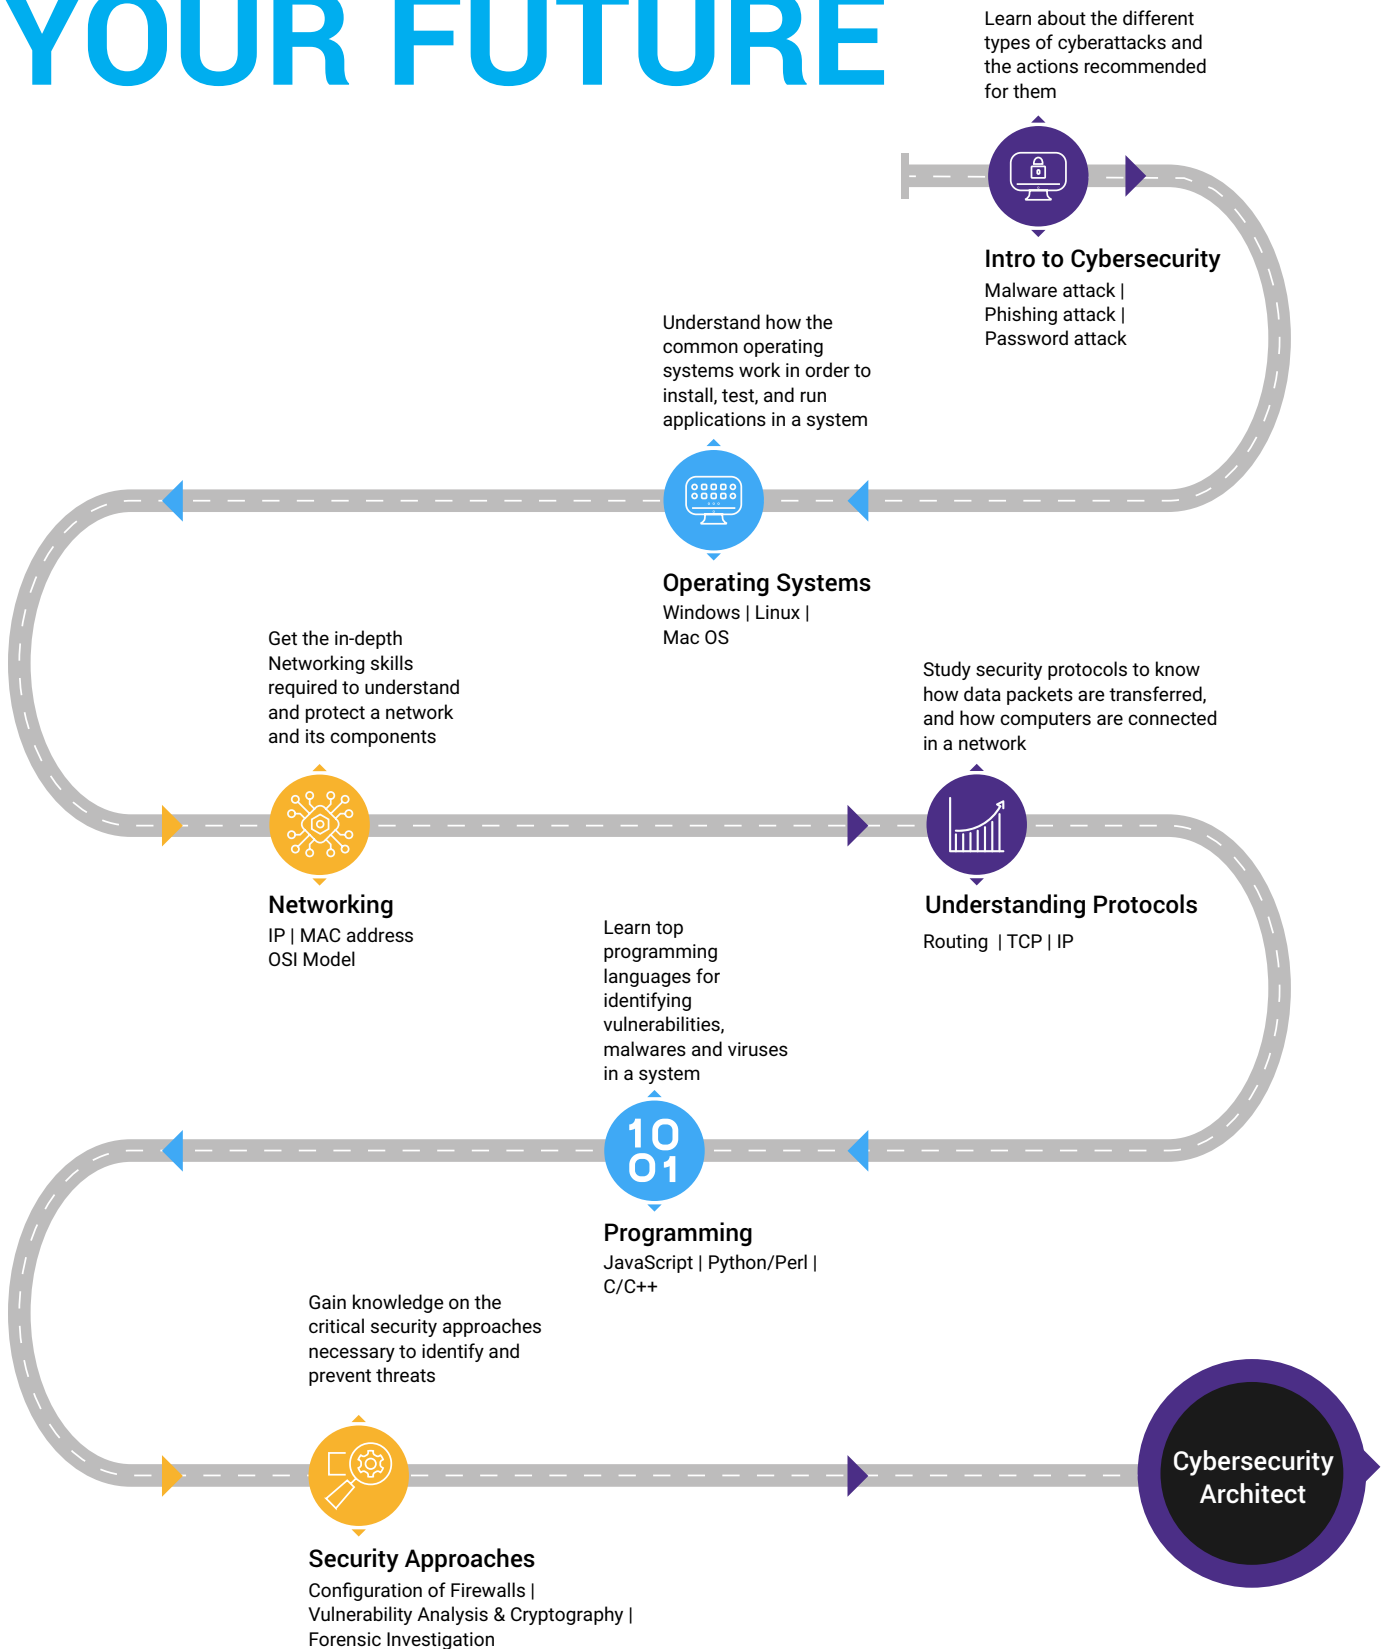 YOUR FUTURE
Learn about the different
types of cyberattacks and
the actions recommended
for them
Intro to Cybersecurity
Malware attack |
Phishing attack |
Password attack
Understand how the
common operating
systems work in order to
install, test, and run
applications in a system
Operating Systems
Windows | Linux |
Mac OS
Get the in-depth
Networking skills
required to understand
and protect a network
and its components
Networking
IP | MAC address
OSI Model
Study security protocols to know
how data packets are transferred,
and how computers are connected
in a network
Understanding Protocols
Routing | TCP | IP
Learn top
programming
languages for
identifying
vulnerabilities,
malwares and viruses
in a system
10
01
Programming
JavaScript | Python/Perl |
C/C++
Gain knowledge on the
critical security approaches
necessary to identify and
prevent threats
Security Approaches
Configuration of Firewalls |
Vulnerability Analysis & Cryptography |
Forensic Investigation
Cybersecurity
Architect